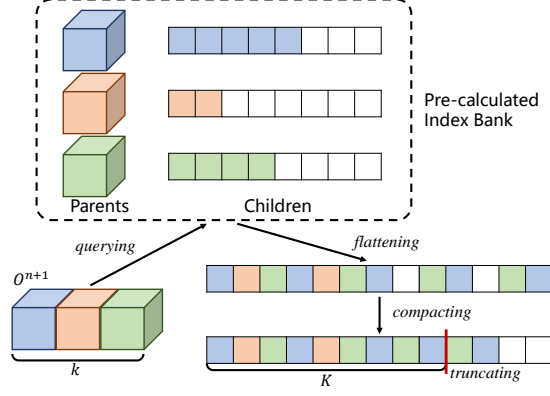 Pre-calculated
Index Bank
Parents
Children
querying
flattening
O^{n+1}
compacting
k
K
truncating